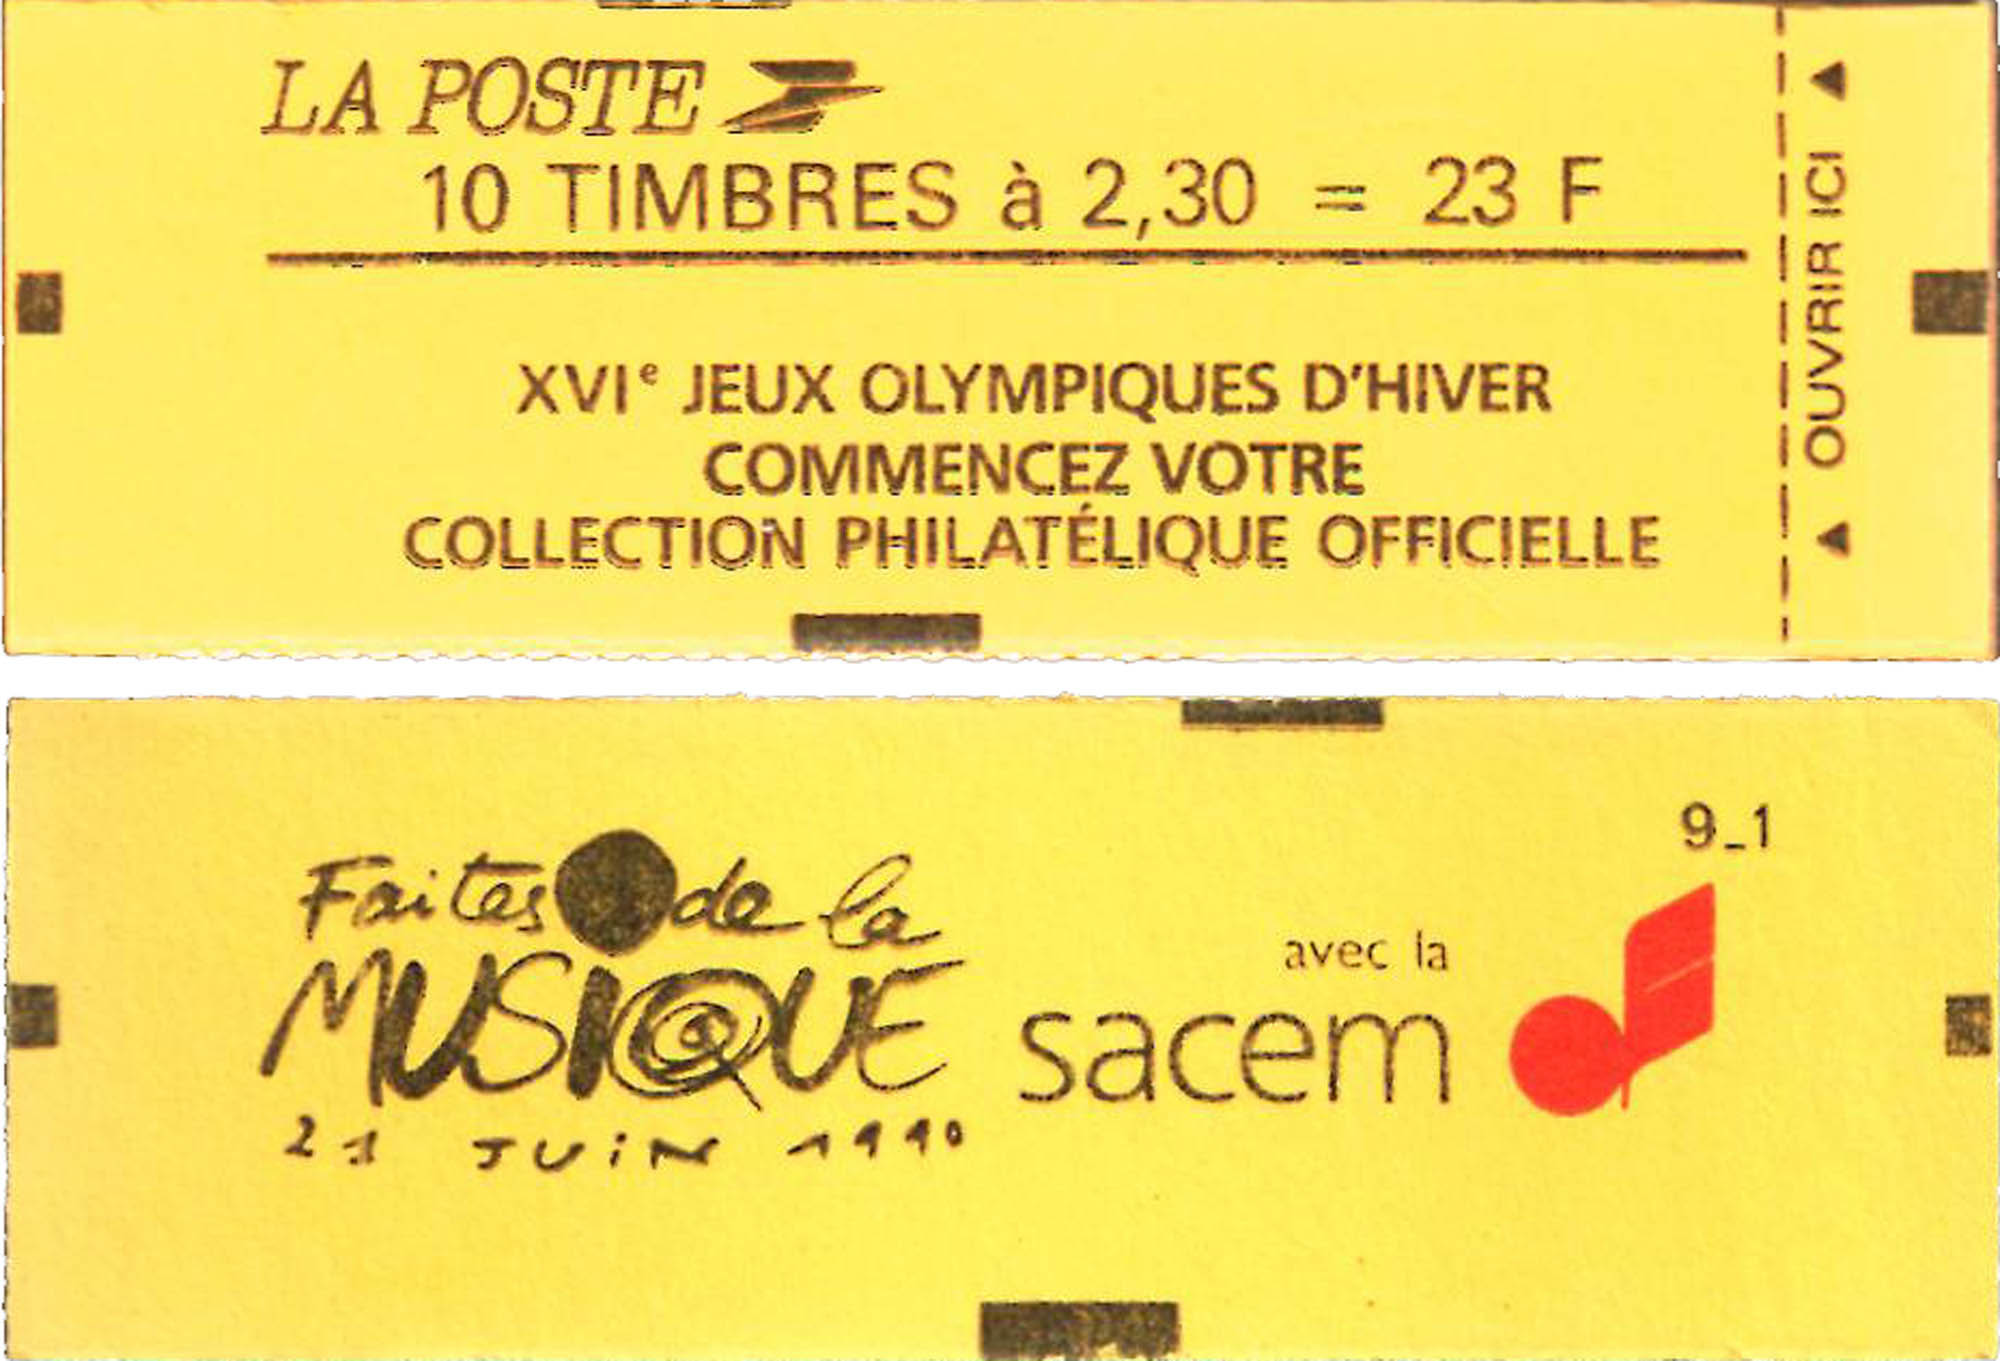 LA POSTE
10 TIMBRES à 2,30 = 23 F
XVIᵉ JEUX OLYMPIQUES D'HIVER
COMMENCEZ VOTRE
COLLECTION PHILATÉLIQUE OFFICIELLE
OUVRIR ICI
9_1
Faites de la
MUSIQUE
21 JUIN 1990
avec la
sacem